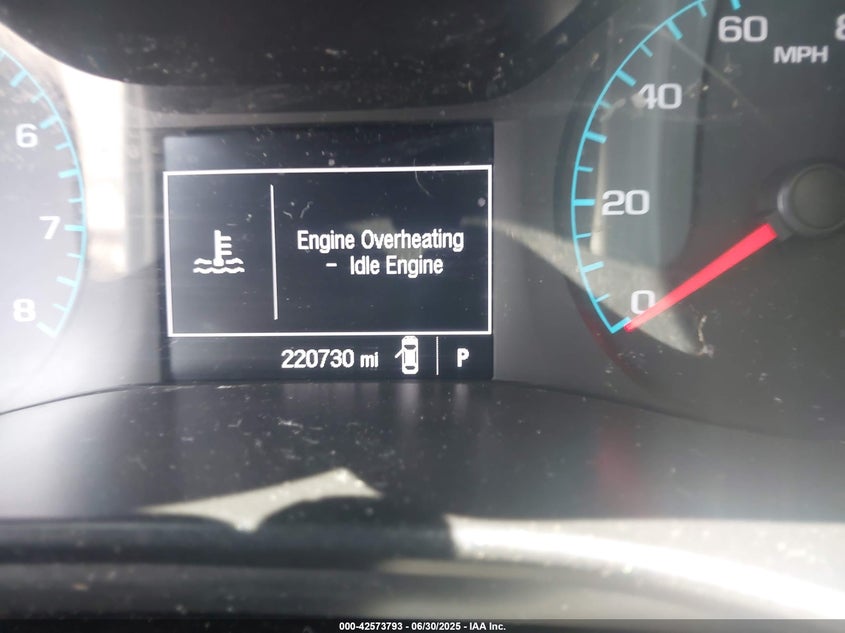 60
80
MPH
40
6
20
7
Engine Overheating
- Idle Engine
8
0
220730 mi
P
000-42573793 - 06/30/2025 - IAA Inc.